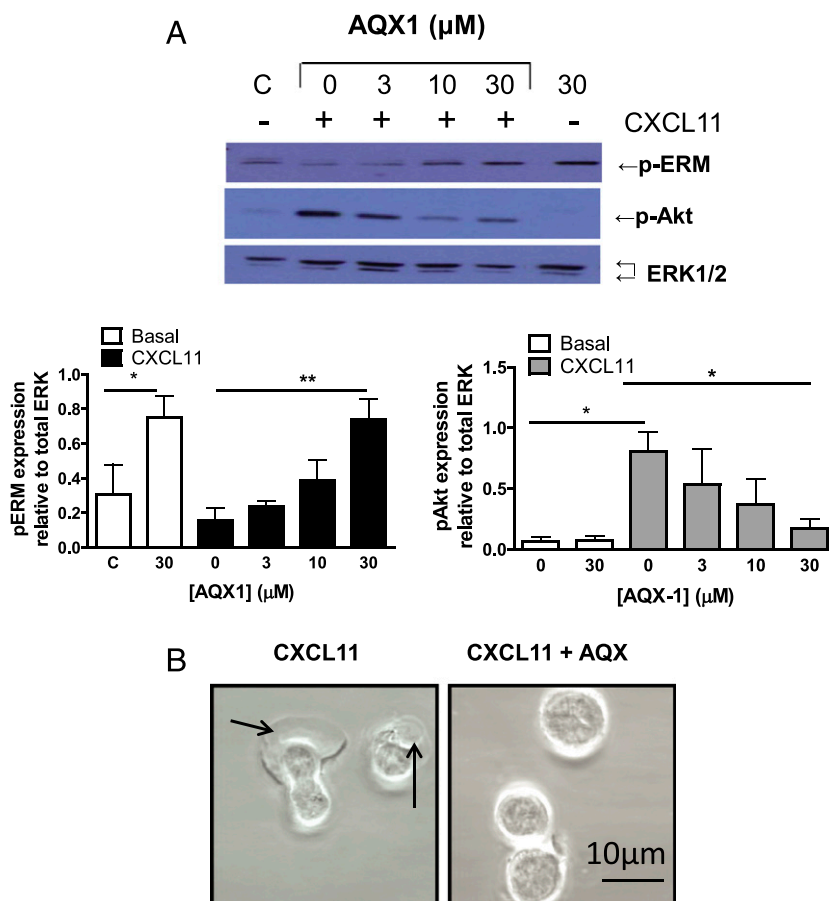 A
AQX1 (μM)
C 0 3 10 30 30
- + + + + - CXCL11
←p-ERM
←p-Akt
ERK1/2
Basal
CXCL11
* **
1.0
0.8
0.6
0.4
0.2
0.0
pERM expression
relative to total ERK
C 30 0 3 10 30
[AQX1] (μM)
Basal
CXCL11
1.5
1.0
0.5
0.0
* *
pAkt expression
relative to total ERK
0 30 0 3 10 30
[AQX-1] (μM)
B
CXCL11 CXCL11 + AQX
10μm